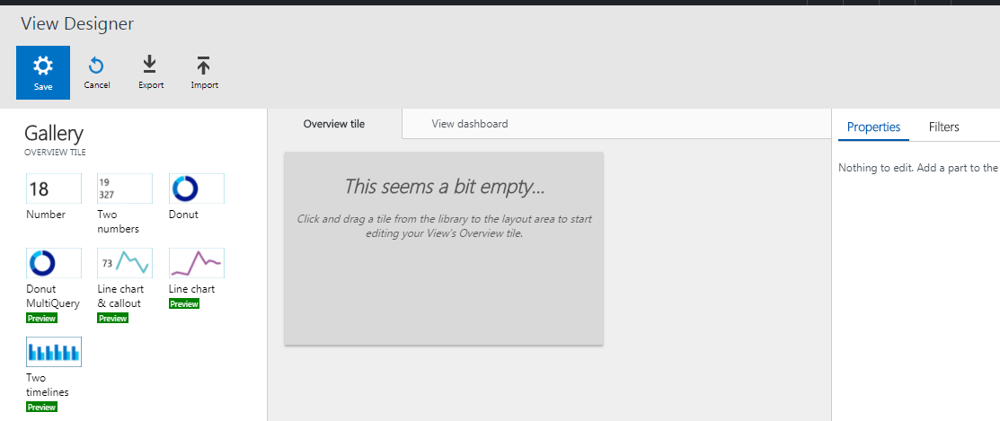 View Designer
Save
Cancel
Export
Import
Gallery
OVERVIEW TILE
18
Number
19
327
Two
numbers
Donut
Donut
MultiQuery
Preview
73
Line chart
& callout
Preview
Line chart
Preview
Two
timelines
Preview
Overview tile
View dashboard
This seems a bit empty...
Click and drag a tile from the library to the layout area to start
editing your View's Overview tile.
Properties
Filters
Nothing to edit. Add a part to the